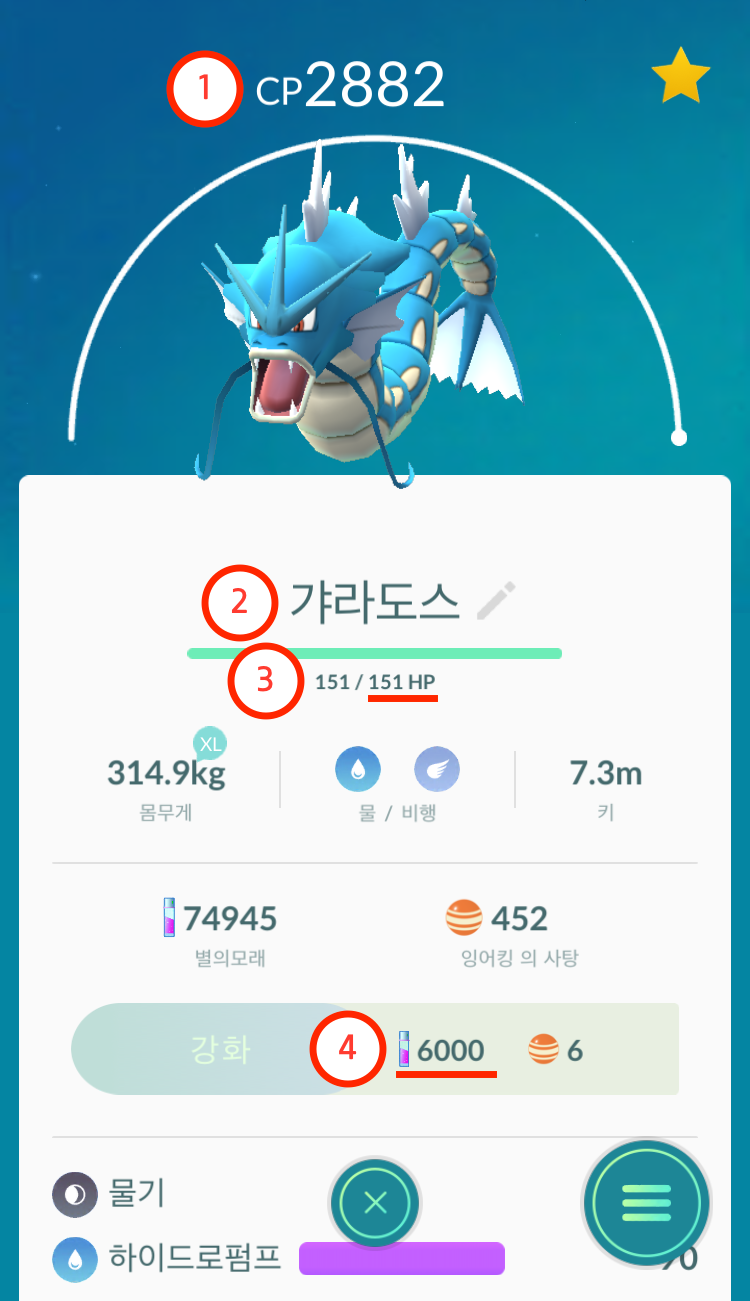 1 CP2882
2 갸라도스
3 151 / 151 HP
XL
314.9kg 7.3m
몸무게 물 / 비행 키
74945 452
별의모래 잉어킹 의 사탕
강화 4 6000 6
물기
하이드로펌프 90